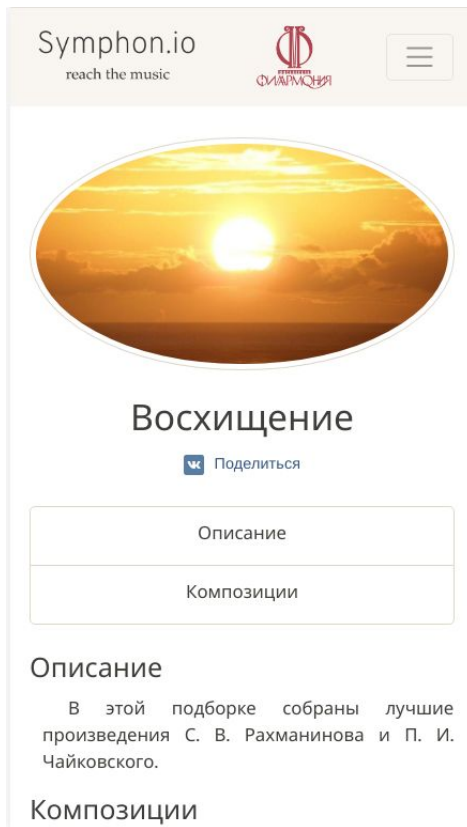 Symphon.io
reach the music
ФИЛАРМОНИЯ
Восхищение
Поделиться
Описание
Композиции
Описание
В этой подборке собраны лучшие
произведения С. В. Рахманинова и П. И.
Чайковского.
Композиции